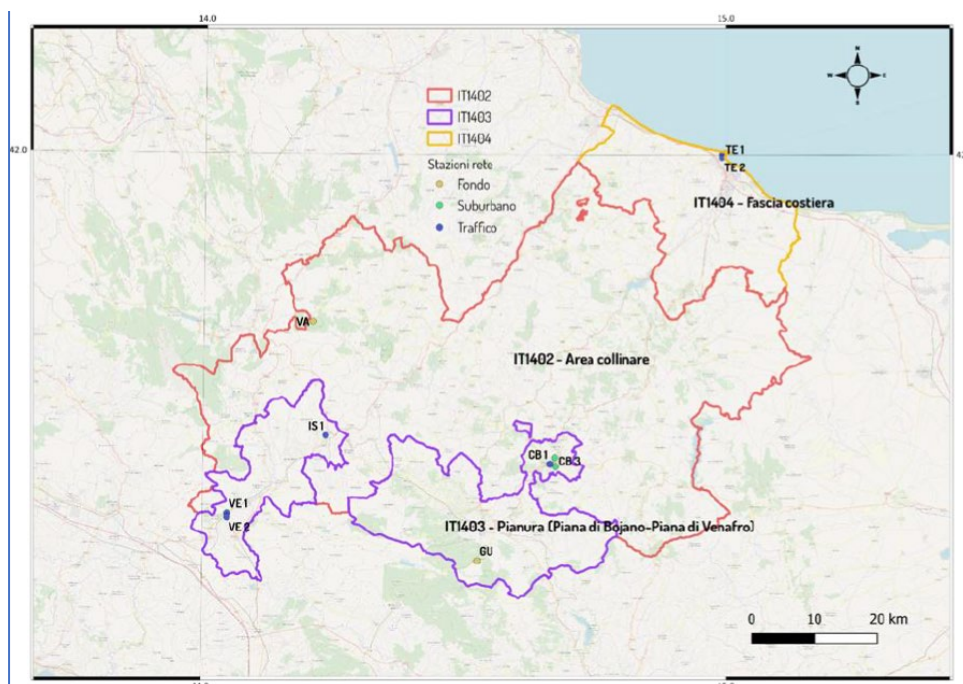 14.0
15.0
N
W
E
S
IT1402
IT1403
IT1404
42.0
Stazioni rete
Fondo
Suburbano
Traffico
TE 1
TE 2
IT1404 - Fascia costiera
VA
IT1402 - Area collinare
IS 1
CB 1
CB 3
VE 1
VE 2
IT1403 - Pianura (Piana di Bojano-Piana di Venafro)
GU
0
10
20 km